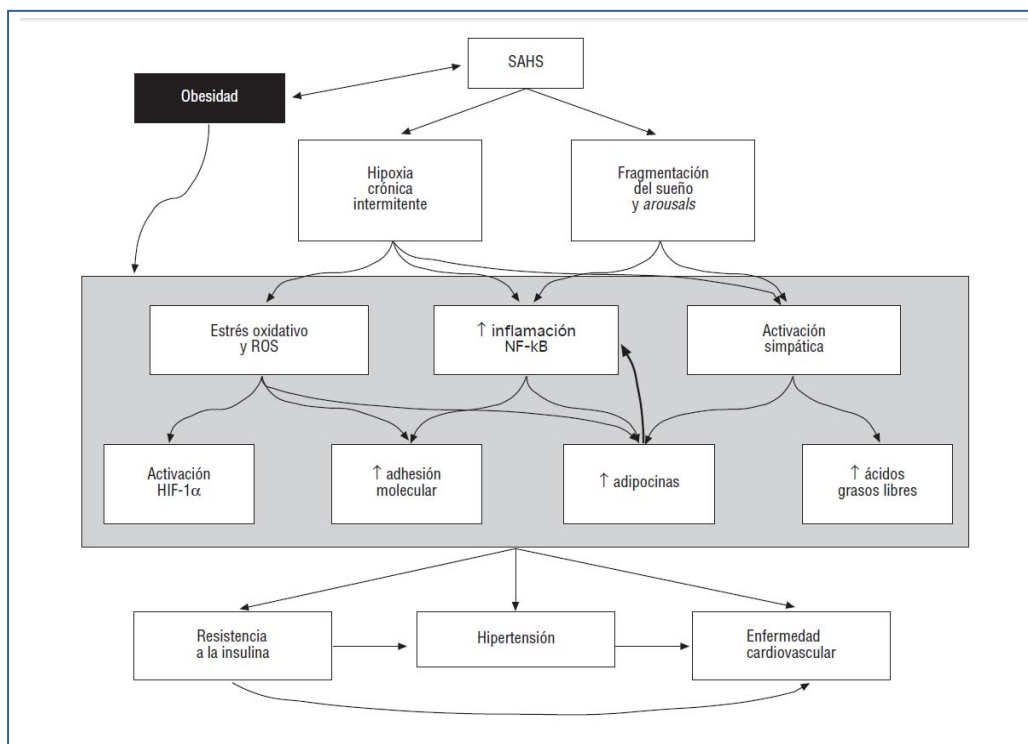 SAHS
Obesidad
Hipoxia
crónica
intermitente
Fragmentación
del sueño
y arousals
Estrés oxidativo
y ROS
↑ inflamación
NF-kB
Activación
simpática
Activación
HIF-1α
↑ adhesión
molecular
↑ adipocinas
↑ ácidos
grasos libres
Resistencia
a la insulina
Hipertensión
Enfermedad
cardiovascular